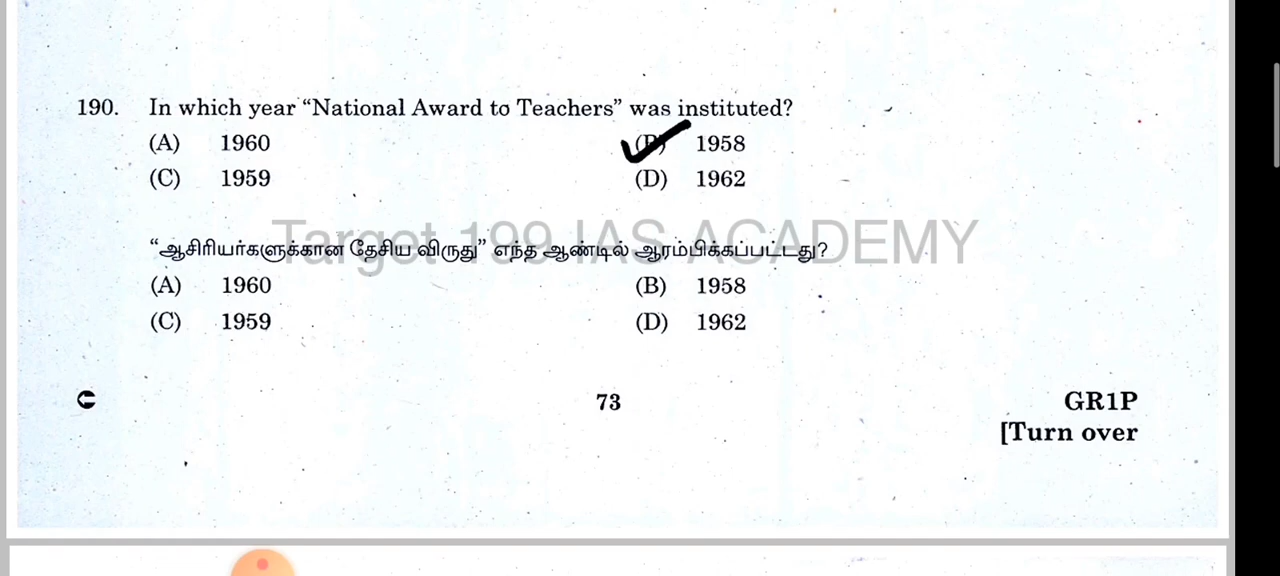 190. In which year “National Award to Teachers” was instituted?
(A) 1960 (B) 1958
(C) 1959 (D) 1962
Target 199 IAS ACADEMY
“ஆசிரியர்களுக்கான தேசிய விருது” எந்த ஆண்டில் ஆரம்பிக்கப்பட்டது?
(A) 1960 (B) 1958
(C) 1959 (D) 1962
C 73 GR1P
[Turn over